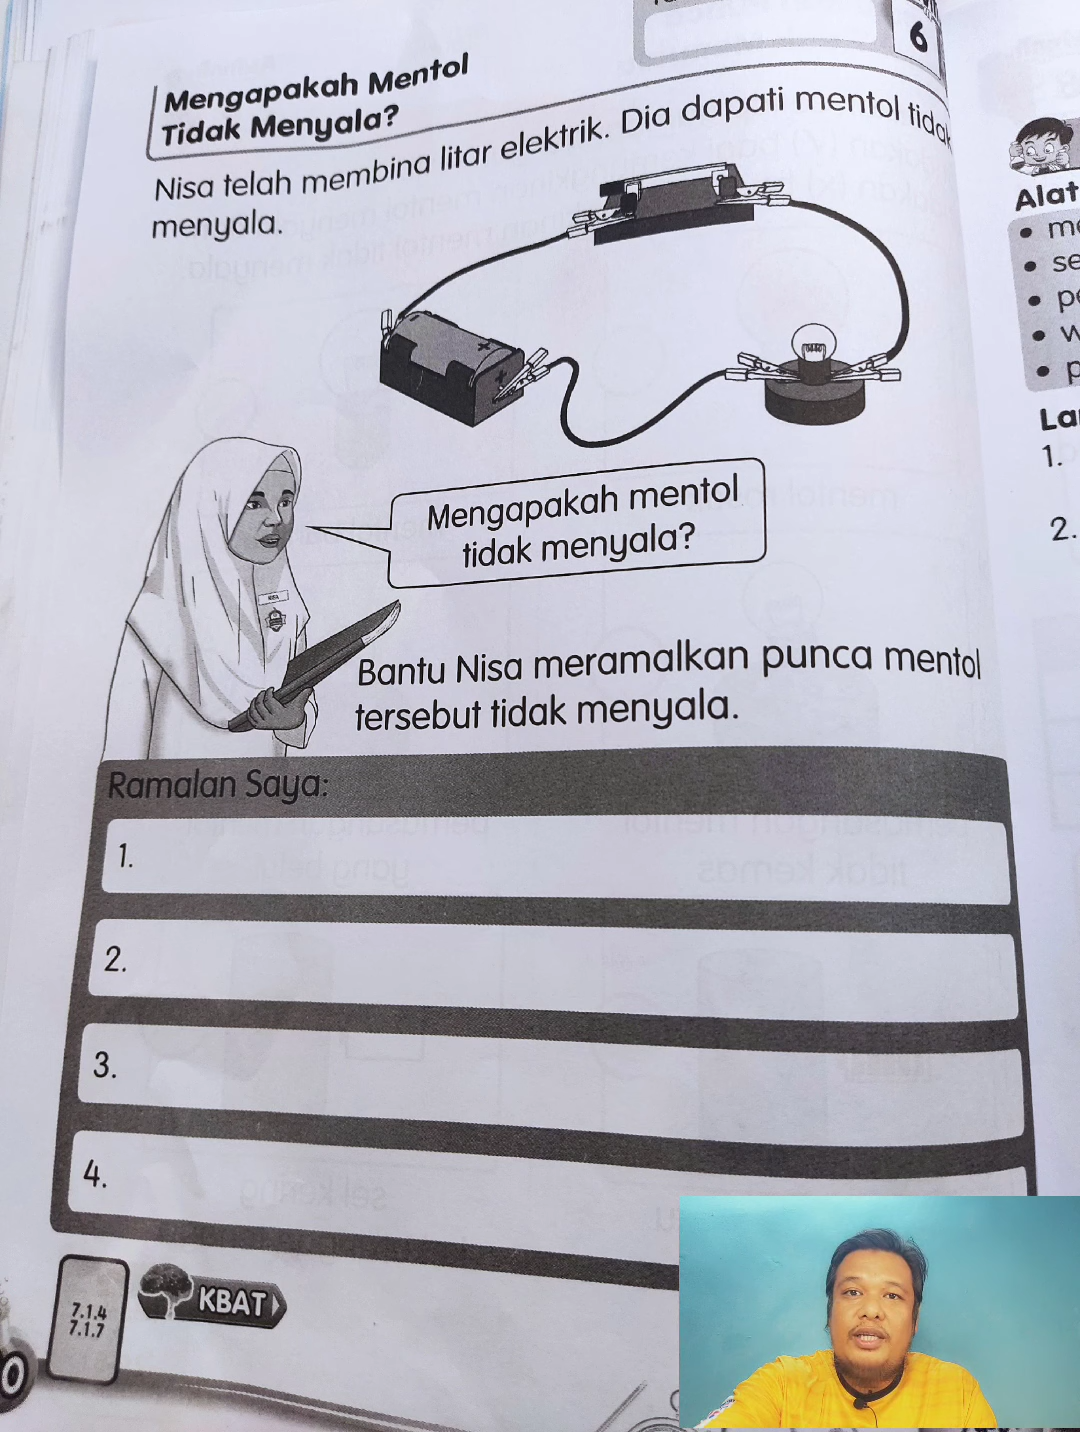 6
Mengapakah Mentol
Tidak Menyala?
Nisa telah membina litar elektrik. Dia dapati mentol tidak
menyala.
Mengapakah mentol
tidak menyala?
Bantu Nisa meramalkan punca mentol
tersebut tidak menyala.
Ramalan Saya:
1.
2.
3.
4.
7.1.4
7.1.7
KBAT
Alat
1.
2.